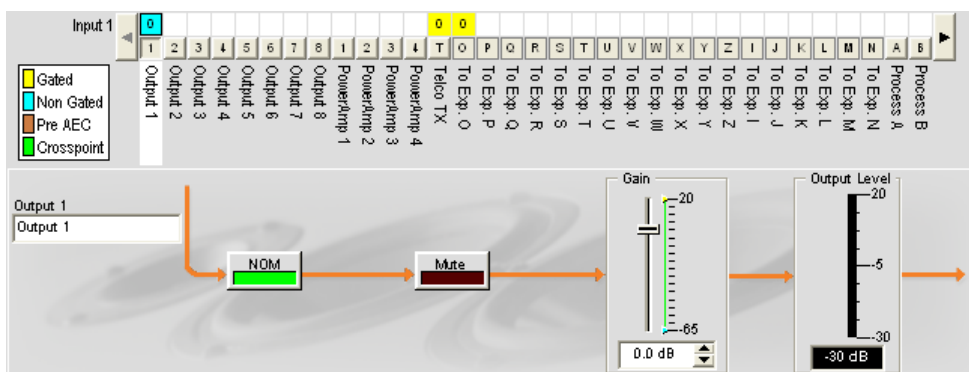 Input 1
0 0 0
1 2 3 4 5 6 7 8 1 2 3 4 T O P Q R S T U V W X Y Z I J K L M N A B
Output 1
Output 2
Output 3
Output 4
Output 5
Output 6
Output 7
Output 8
PowerAmp 1
PowerAmp 2
PowerAmp 3
PowerAmp 4
Telco TX
To Exp. O
To Exp. P
To Exp. Q
To Exp. R
To Exp. S
To Exp. T
To Exp. U
To Exp. V
To Exp. W
To Exp. X
To Exp. Y
To Exp. Z
To Exp. I
To Exp. J
To Exp. K
To Exp. L
To Exp. M
To Exp. N
Process A
Process B
Gated
Non Gated
Pre AEC
Crosspoint
Output 1
Output 1
NOM
Mute
Gain
20
-65
0.0 dB
Output Level
20
-5
-30
-30 dB